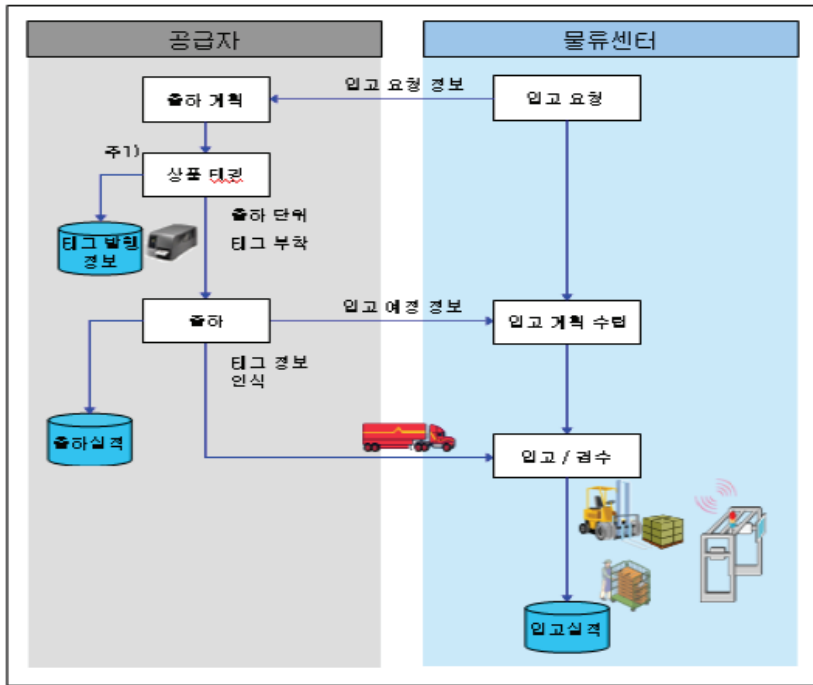 공급자
물류센터
출하 계획
입고 요청 정보
입고 요청
주1)
상품 태깅
출하 단위
태그 부착
태그 발행
정보
출하
입고 예정 정보
입고 계획 수립
태그 정보
인식
출하실적
입고 / 검수
입고실적